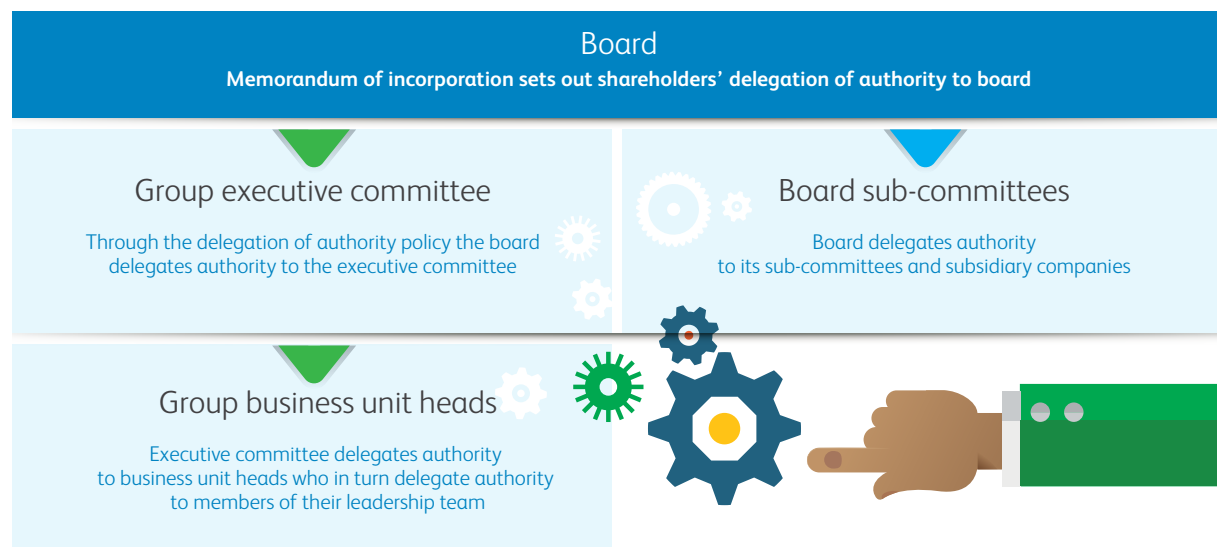 Board
Memorandum of incorporation sets out shareholders’ delegation of authority to board
Group executive committee
Through the delegation of authority policy the board
delegates authority to the executive committee
Board sub-committees
Board delegates authority
to its sub-committees and subsidiary companies
Group business unit heads
Executive committee delegates authority
to business unit heads who in turn delegate authority
to members of their leadership team